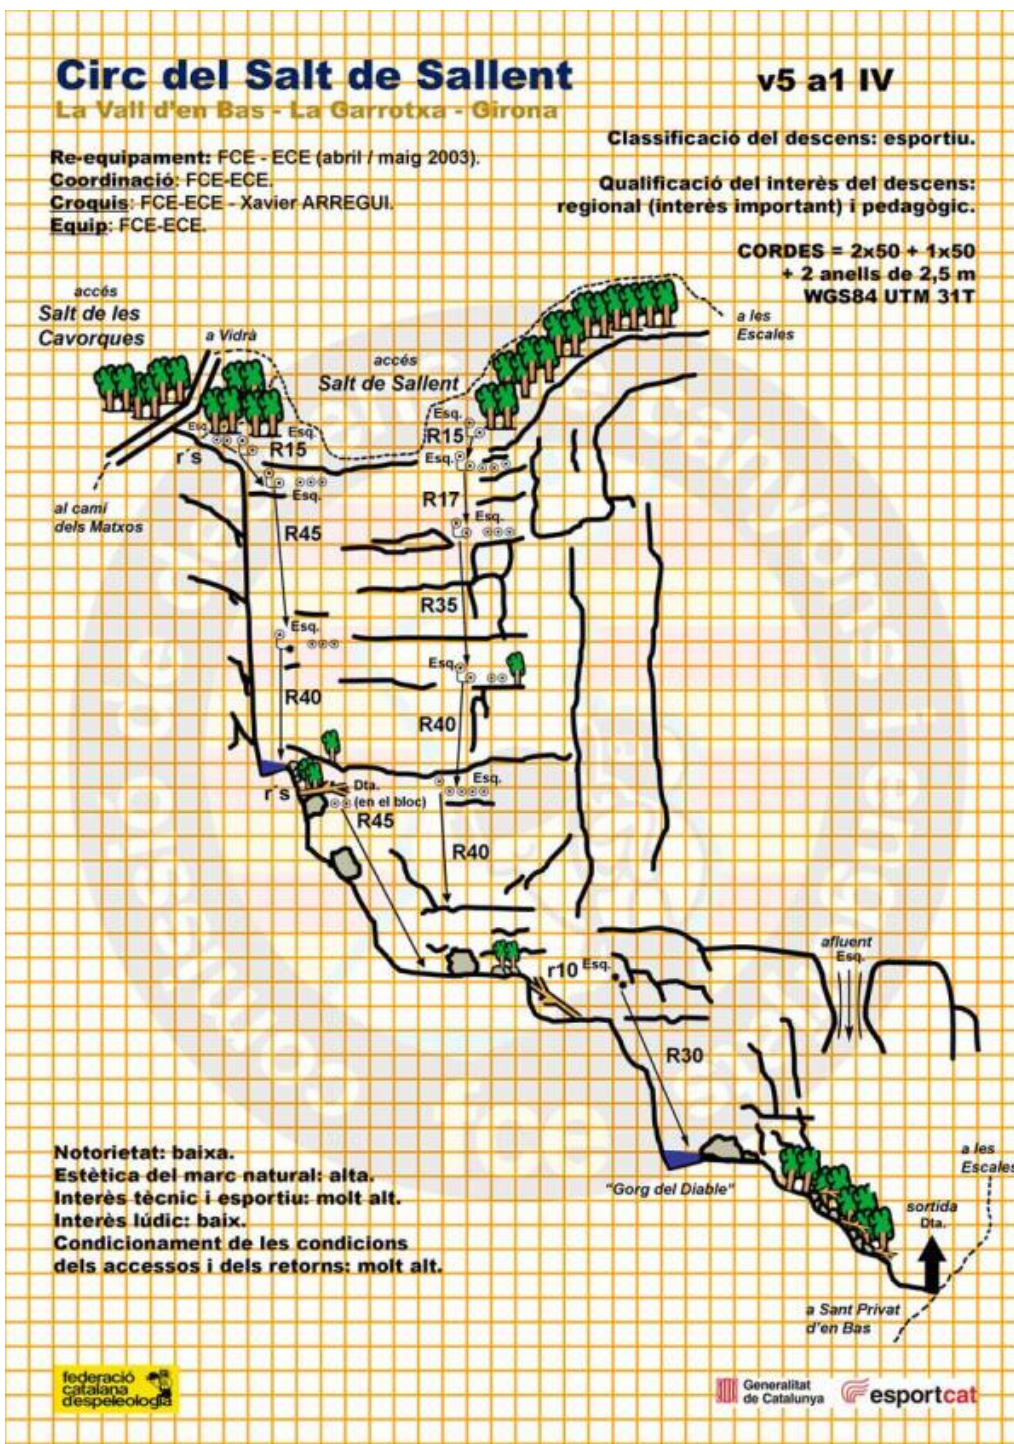 Circ del Salt de Sallent
v5 a1 IV
La Vall d'en Bas - La Garrotxa - Girona
Classificació del descens: esportiu.
Re-equipament: FCE - ECE (abril / maig 2003).
Coordinació: FCE-ECE.
Croquis: FCE-ECE - Xavier ARREGUI.
Equip: FCE-ECE.
Qualificació del interès del descens:
regional (interès important) i pedagògic.
CORDES = 2x50 + 1x50
+ 2 anells de 2,5 m
WGS84 UTM 31T
accés
Salt de les
Cavorques
a Vidrà
accés
Salt de Sallent
a les
Escales
Esq.
Esq.
R15
r's
Esq.
R15
Esq.
Esq.
al camí
dels Matxos
R45
R17
Esq.
R35
Esq.
Esq.
R40
R40
r's
Dta.
(en el bloc)
R45
Esq.
R40
afluent
Esq.
r10
Esq.
R30
"Gorg del Diable"
a les
Escales
sortida
Dta.
a Sant Privat
d'en Bas
Notorietat: baixa.
Estètica del marc natural: alta.
Interès tècnic i esportiu: molt alt.
Interès lúdic: baix.
Condicionament de les condicions
dels accessos i dels retorns: molt alt.
federació
catalana
d'espeleologia
Generalitat
de Catalunya
esportcat